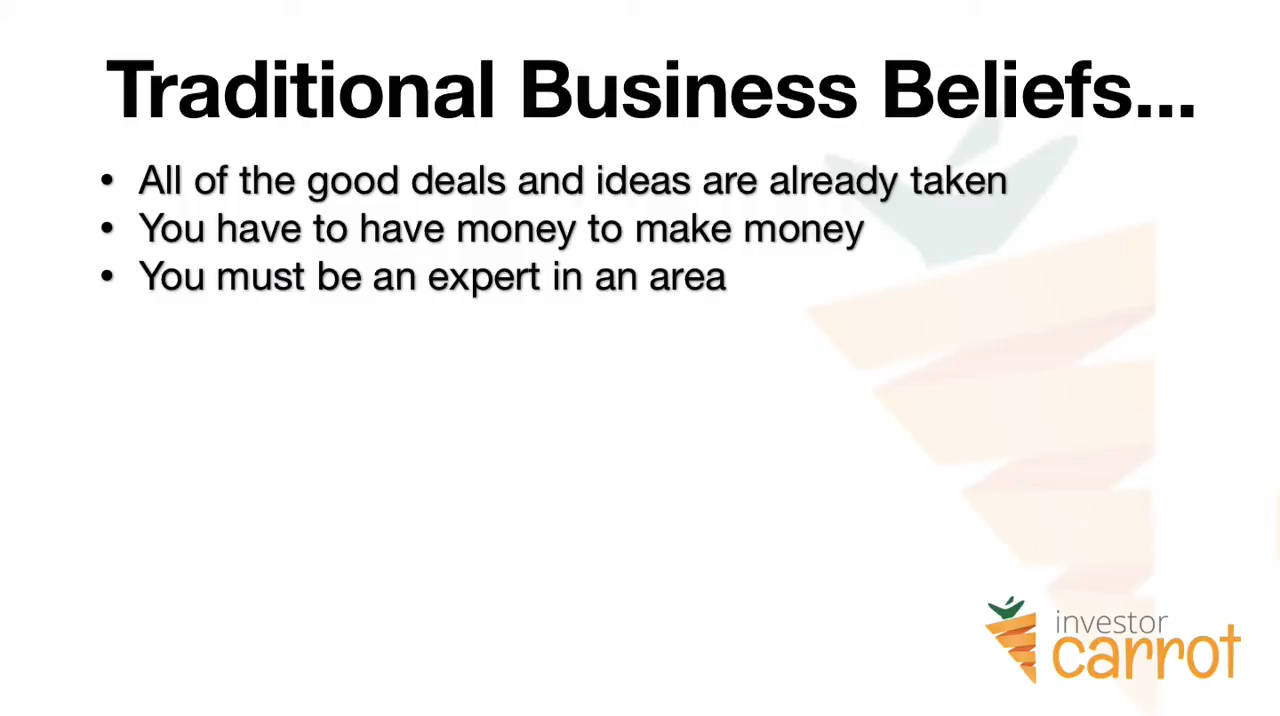 Traditional Business Beliefs...
• All of the good deals and ideas are already taken
• You have to have money to make money
• You must be an expert in an area
investor
carrot